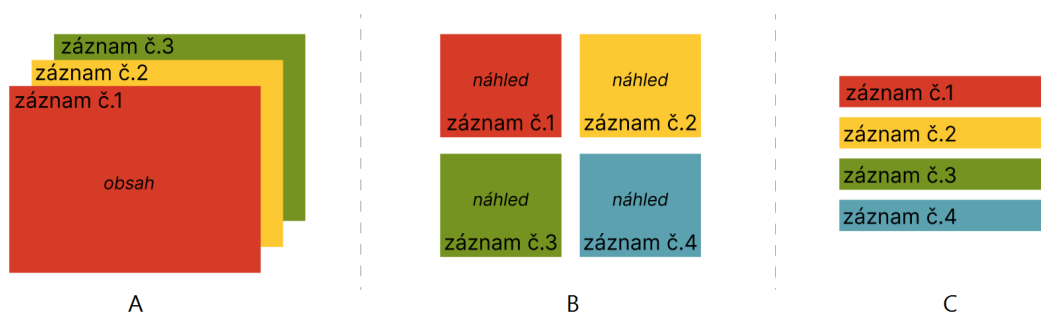 záznam č.3
záznam č.2
záznam č.1
obsah
A
náhled
záznam č.1
náhled
záznam č.2
náhled
záznam č.3
náhled
záznam č.4
B
záznam č.1
záznam č.2
záznam č.3
záznam č.4
C